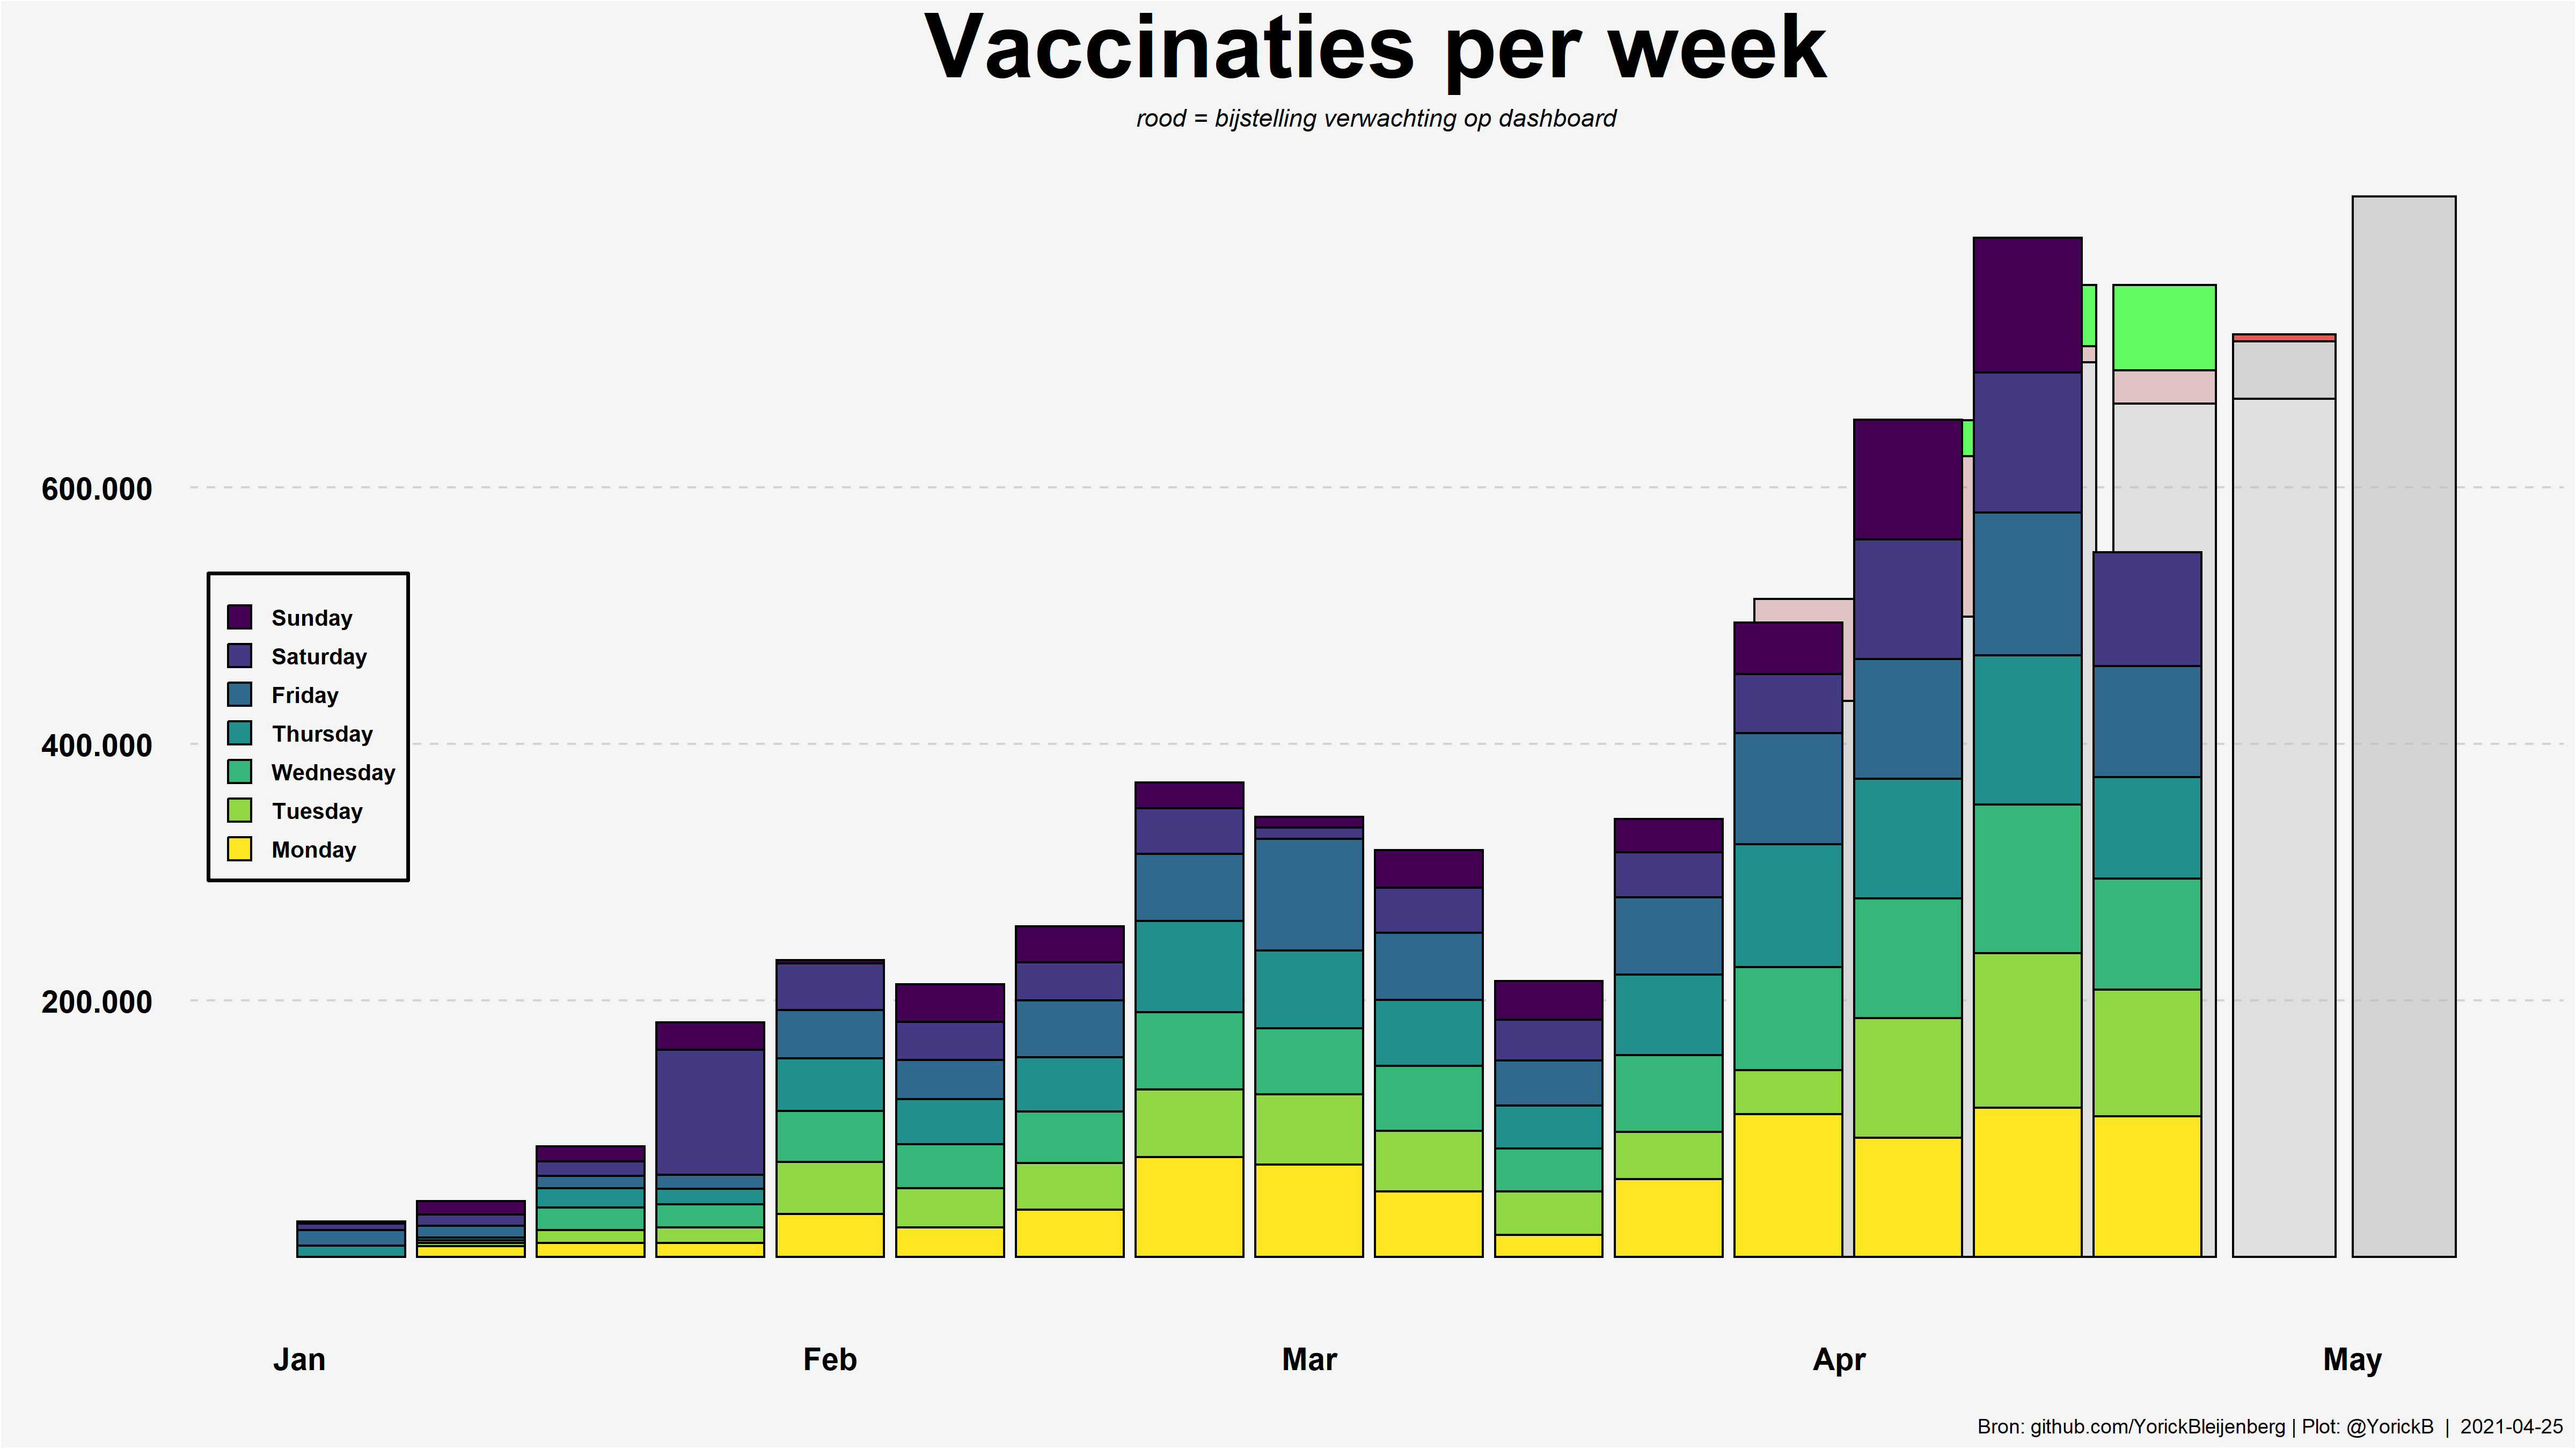 Vaccinaties per week
rood = bijstelling verwachting op dashboard
600.000
400.000
200.000
Sunday
Saturday
Friday
Thursday
Wednesday
Tuesday
Monday
Jan Feb Mar Apr May
Bron: github.com/YorickBleijenberg | Plot: @YorickB | 2021-04-25